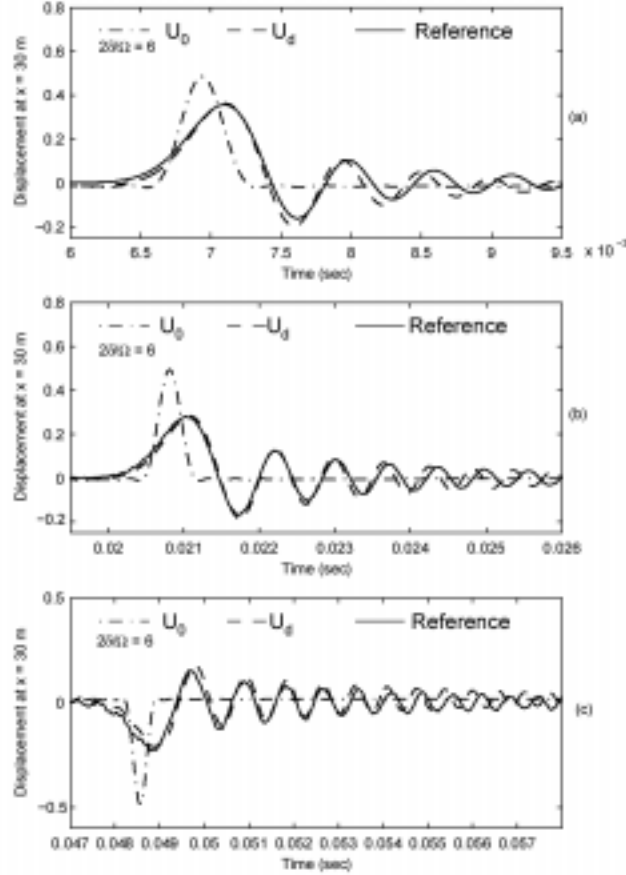 0.8
U₀ U_d Reference
2δ/Ω = 6
0.6
0.4
0.2
0
−0.2
Displacement at x = 30 m
6 6.5 7 7.5 8 8.5 9 9.5
Time (sec)
(a)
0.8
U₀ U_d Reference
2δ/Ω = 6
0.6
0.4
0.2
0
−0.2
Displacement at x = 30 m
0.02 0.021 0.022 0.023 0.024 0.025 0.026
Time (sec)
(b)
0.5
U₀ U_d Reference
2δ/Ω = 6
0
−0.5
Displacement at x = 30 m
0.047 0.048 0.049 0.05 0.051 0.052 0.053 0.054 0.055 0.056 0.057
Time (sec)
(c)